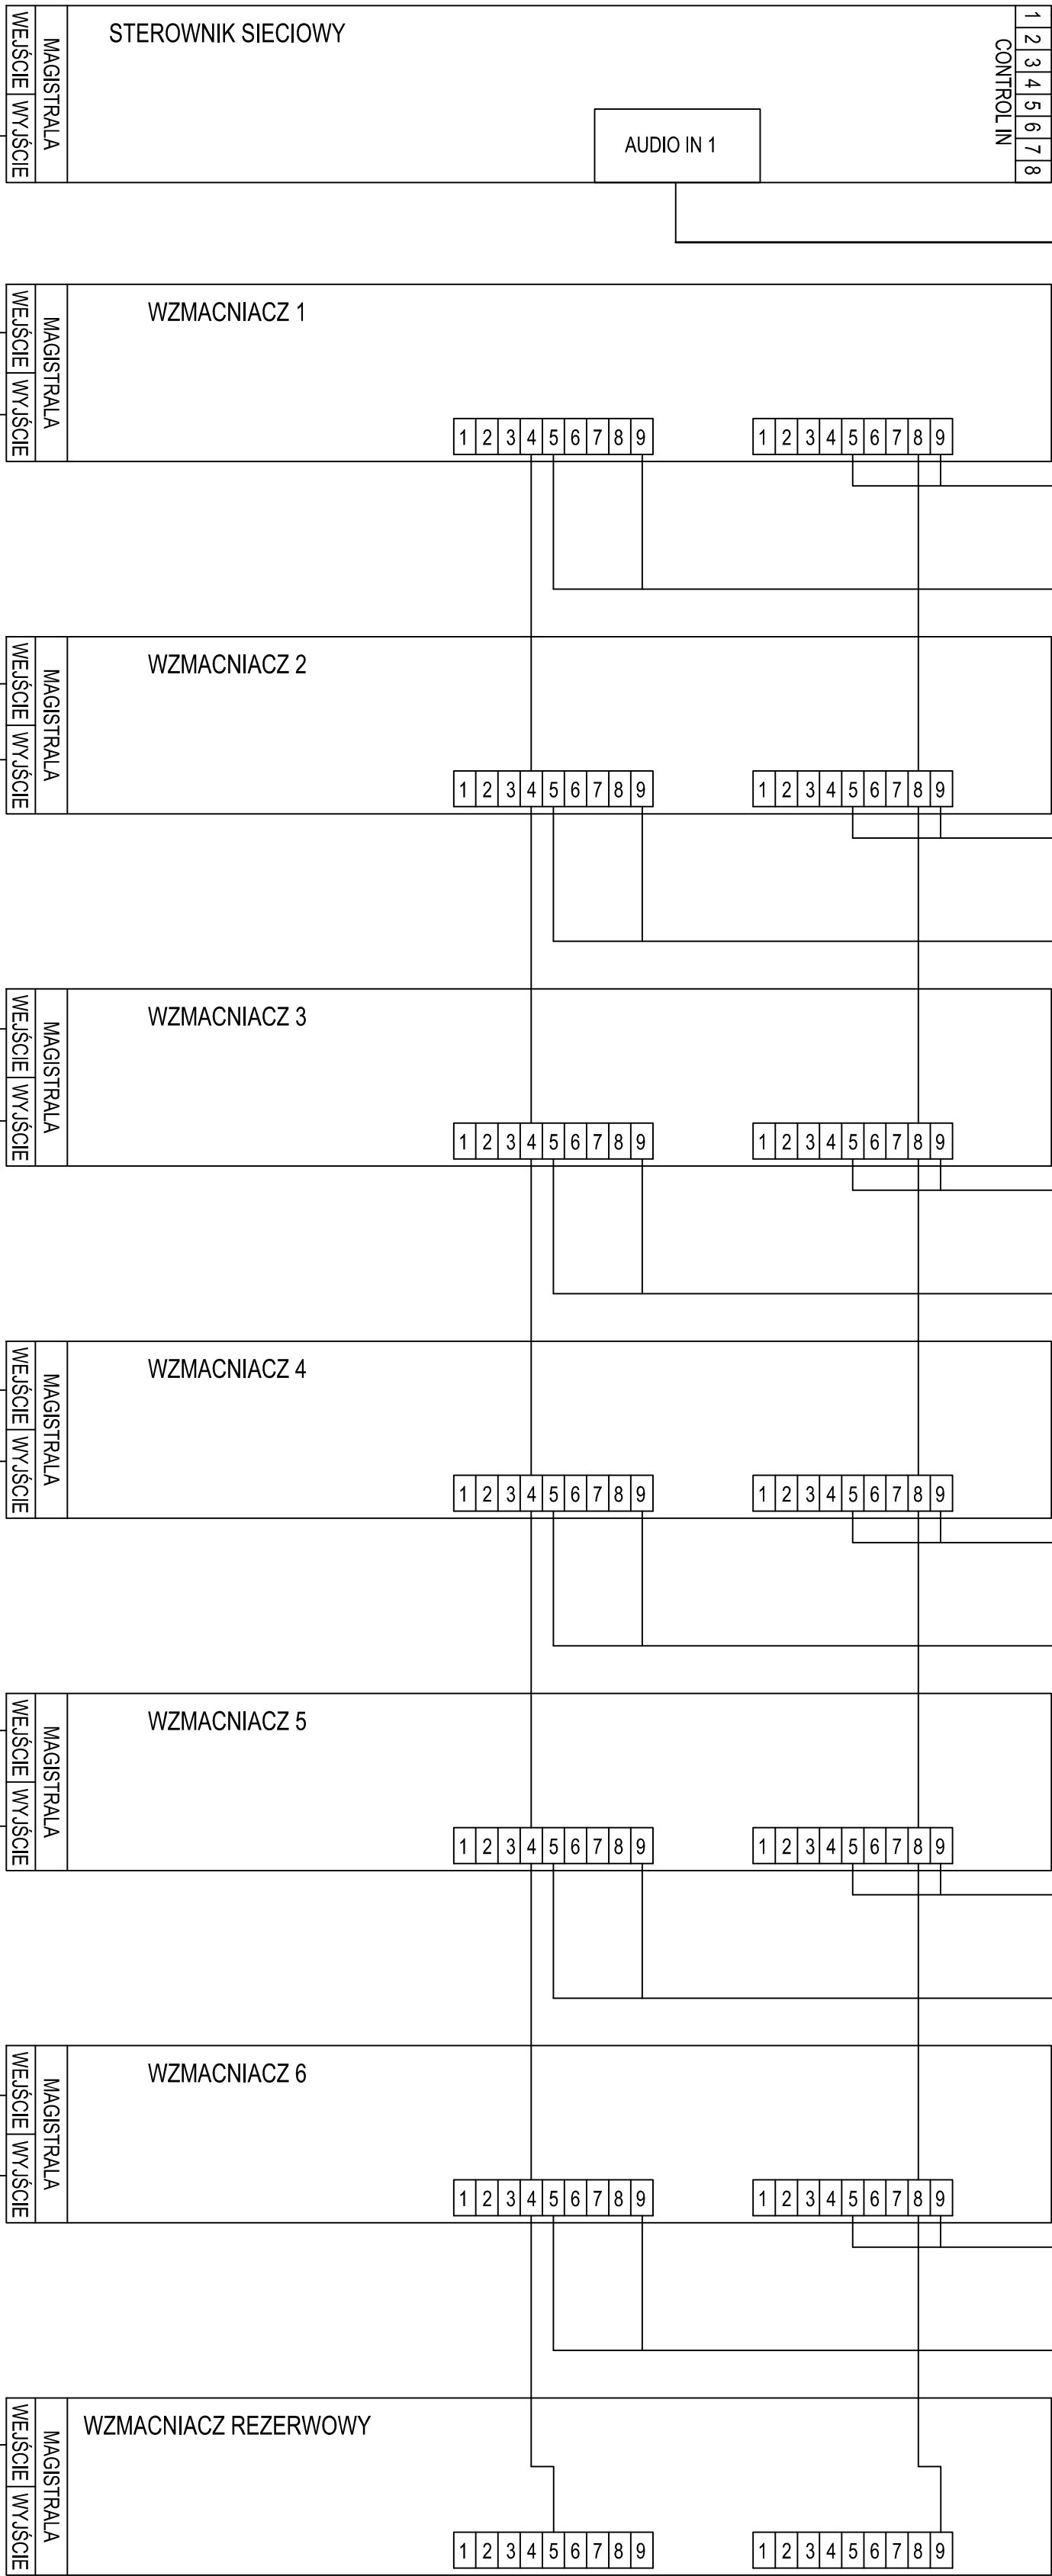 STEROWNIK SIECIOWY
MAGISTRALA
WEJŚCIE WYJŚCIE
AUDIO IN 1
CONTROL IN
1 2 3 4 5 6 7 8
WZMACNIACZ 1
MAGISTRALA
WEJŚCIE WYJŚCIE
1 2 3 4 5 6 7 8 9
1 2 3 4 5 6 7 8 9
WZMACNIACZ 2
MAGISTRALA
WEJŚCIE WYJŚCIE
1 2 3 4 5 6 7 8 9
1 2 3 4 5 6 7 8 9
WZMACNIACZ 3
MAGISTRALA
WEJŚCIE WYJŚCIE
1 2 3 4 5 6 7 8 9
1 2 3 4 5 6 7 8 9
WZMACNIACZ 4
MAGISTRALA
WEJŚCIE WYJŚCIE
1 2 3 4 5 6 7 8 9
1 2 3 4 5 6 7 8 9
WZMACNIACZ 5
MAGISTRALA
WEJŚCIE WYJŚCIE
1 2 3 4 5 6 7 8 9
1 2 3 4 5 6 7 8 9
WZMACNIACZ 6
MAGISTRALA
WEJŚCIE WYJŚCIE
1 2 3 4 5 6 7 8 9
1 2 3 4 5 6 7 8 9
WZMACNIACZ REZERWOWY
MAGISTRALA
WEJŚCIE WYJŚCIE
1 2 3 4 5 6 7 8 9
1 2 3 4 5 6 7 8 9